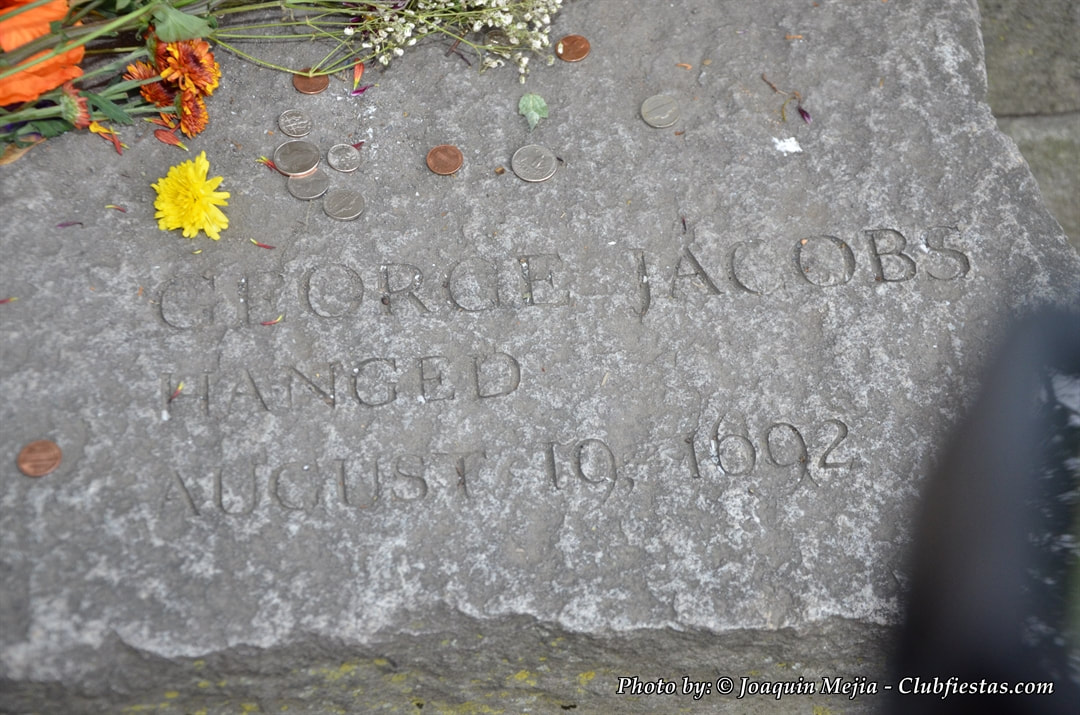 GEORGE JACOBS
HANGED
AUGUST 19, 1692
Photo by: © Joaquin Mejia - Clubfiestas.com